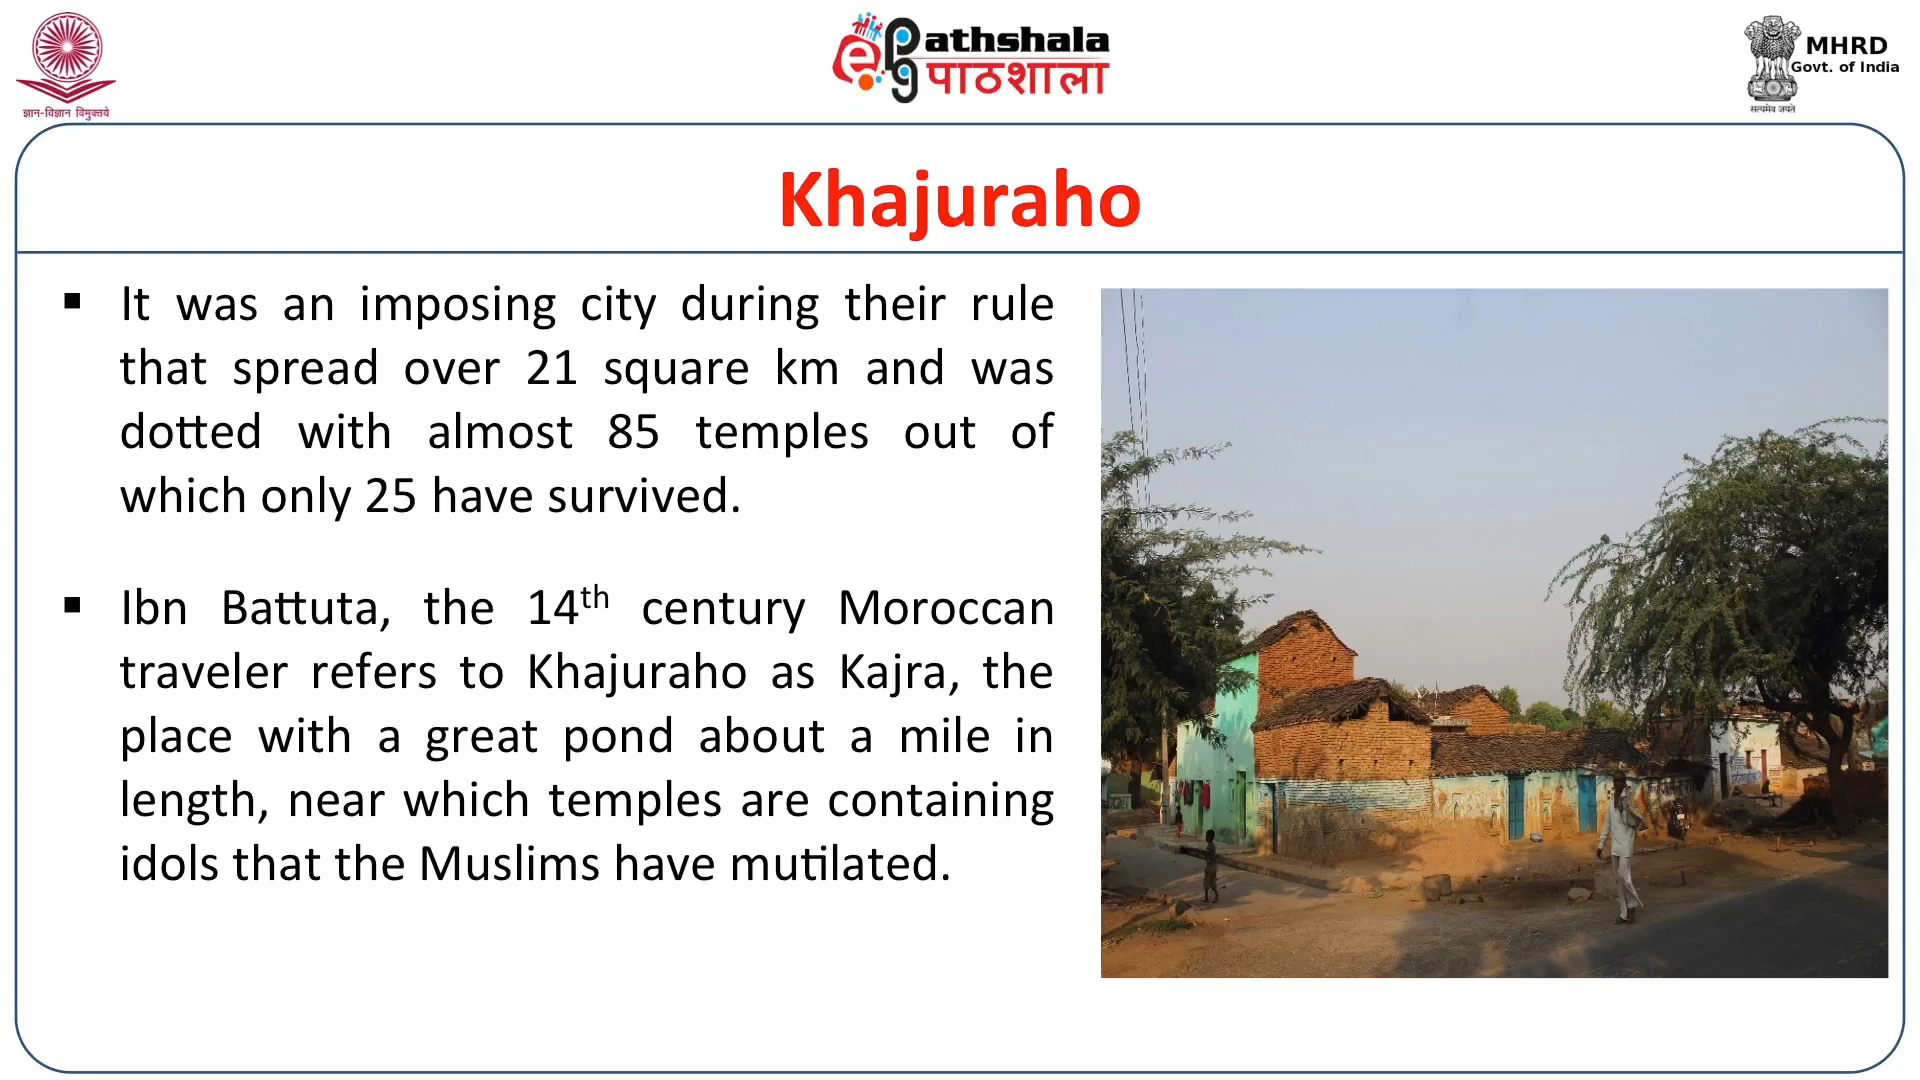 ज्ञान-विज्ञान विमुक्तये
ePG Pathshala
पाठशाला
MHRD
Govt. of India
सत्यमेव जयते
Khajuraho
▪ It was an imposing city during their rule
that spread over 21 square km and was
dotted with almost 85 temples out of
which only 25 have survived.
▪ Ibn Battuta, the 14th century Moroccan
traveler refers to Khajuraho as Kajra, the
place with a great pond about a mile in
length, near which temples are containing
idols that the Muslims have mutilated.